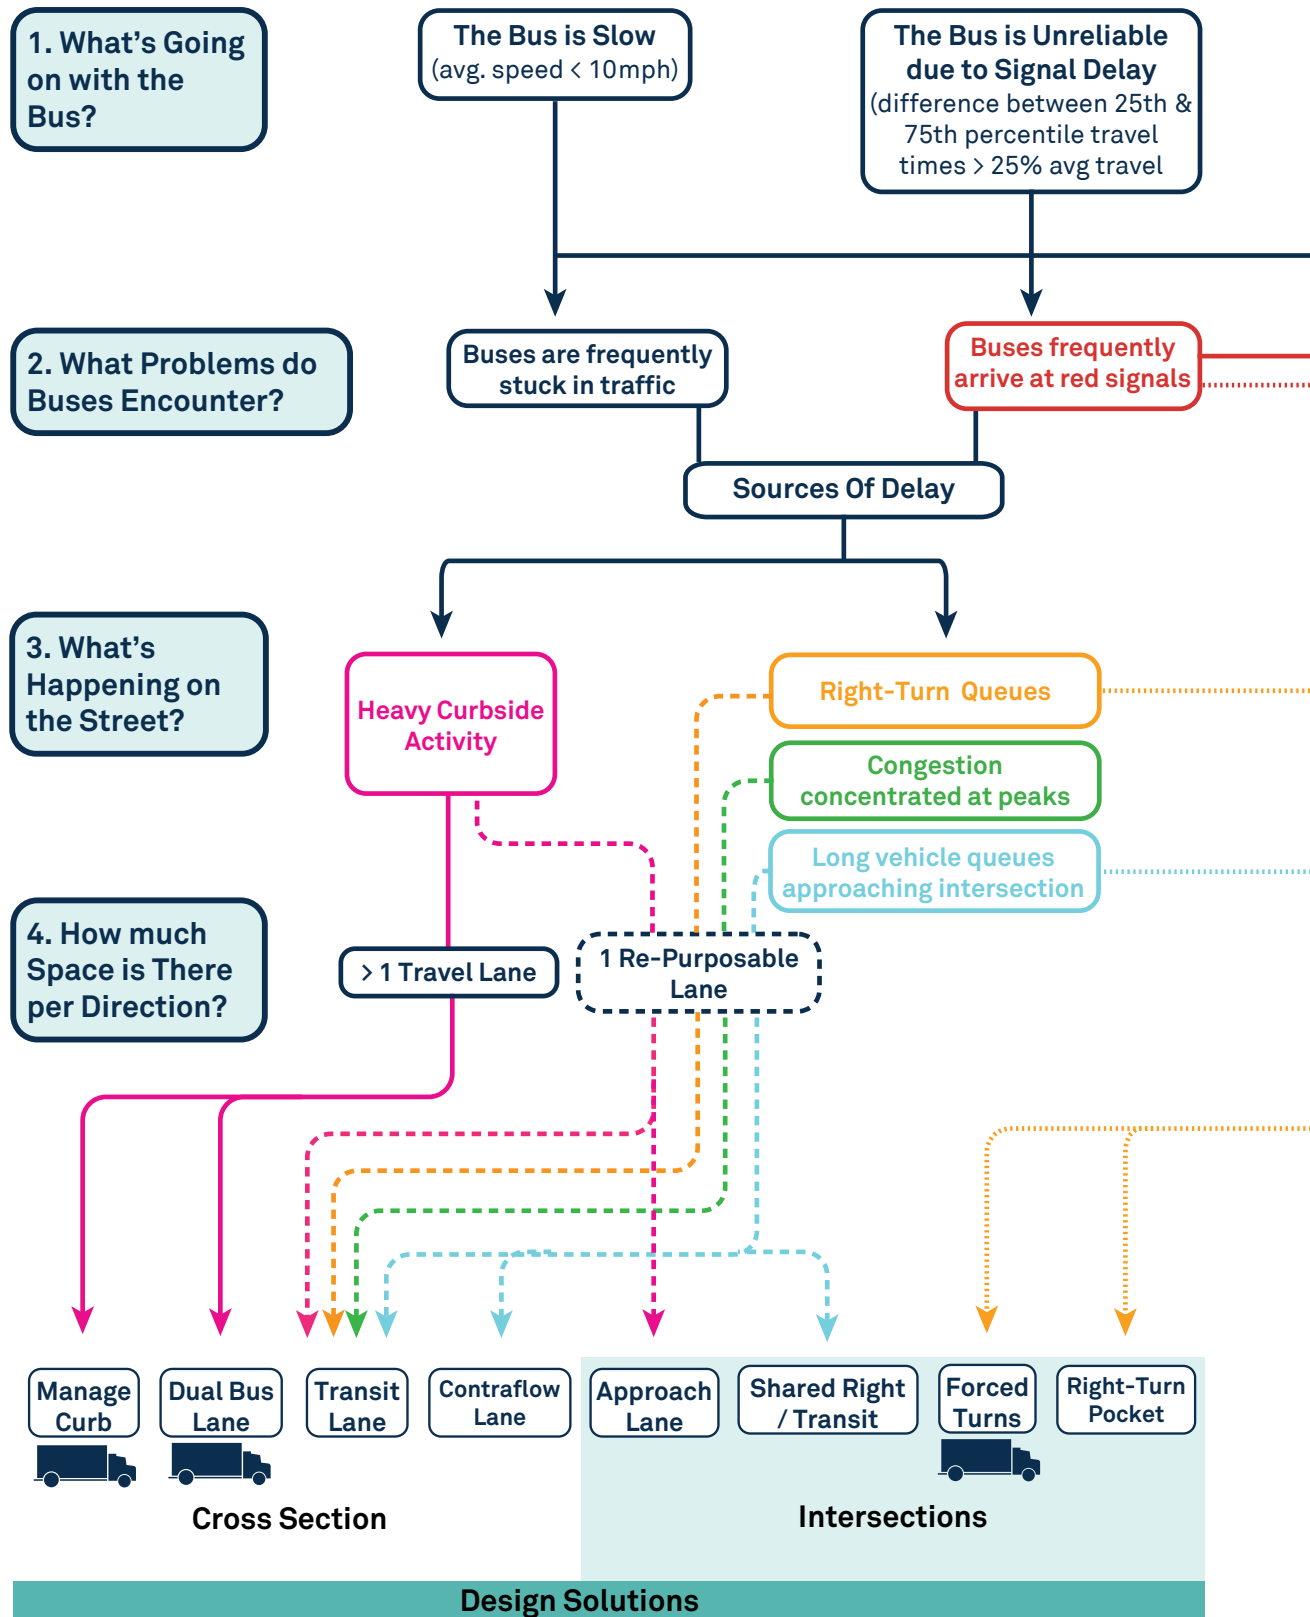 1. What’s Going
on with the
Bus?
The Bus is Slow
(avg. speed < 10mph)
The Bus is Unreliable
due to Signal Delay
(difference between 25th &
75th percentile travel
times > 25% avg travel
2. What Problems do
Buses Encounter?
Buses are frequently
stuck in traffic
Buses frequently
arrive at red signals
Sources Of Delay
3. What’s
Happening on
the Street?
Heavy Curbside
Activity
Right-Turn Queues
Congestion
concentrated at peaks
Long vehicle queues
approaching intersection
4. How much
Space is There
per Direction?
> 1 Travel Lane
1 Re-Purposable
Lane
Manage
Curb
Dual Bus
Lane
Transit
Lane
Contraflow
Lane
Approach
Lane
Shared Right
/ Transit
Forced
Turns
Right-Turn
Pocket
Cross Section
Intersections
Design Solutions